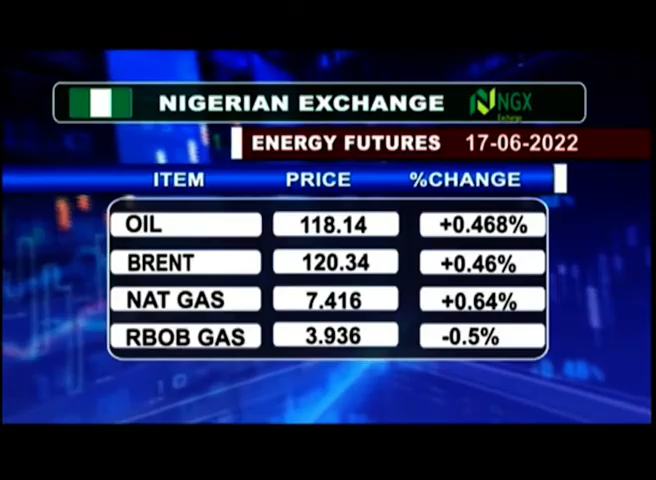 NIGERIAN EXCHANGE NGX
Exchange
ENERGY FUTURES 17-06-2022
ITEM PRICE %CHANGE
OIL 118.14 +0.468%
BRENT 120.34 +0.46%
NAT GAS 7.416 +0.64%
RBOB GAS 3.936 -0.5%